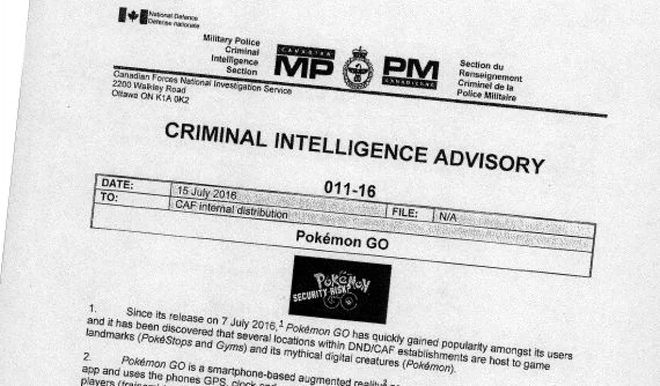 National Defence
Défense nationale
Military Police
Criminal
Intelligence
Section
CANADIAN
MP
PM
CANADIENNE
Section du
Renseignement
Criminel de la
Police Militaire
Canadian Forces National Investigation Service
2200 Walkley Road
Ottawa ON K1A 0K2
CRIMINAL INTELLIGENCE ADVISORY
011-16
DATE: 15 July 2016 FILE: N/A
TO: CAF internal distribution
Pokémon GO
POKéMON
SECURITY RISK?
GO
1. Since its release on 7 July 2016,¹ Pokémon GO has quickly gained popularity amongst its users
and it has been discovered that several locations within DND/CAF establishments are host to game
landmarks (PokéStops and Gyms) and its mythical digital creatures (Pokémon).
2. Pokémon GO is a smartphone-based augmented reality²
app and uses the phones GPS, clock
players